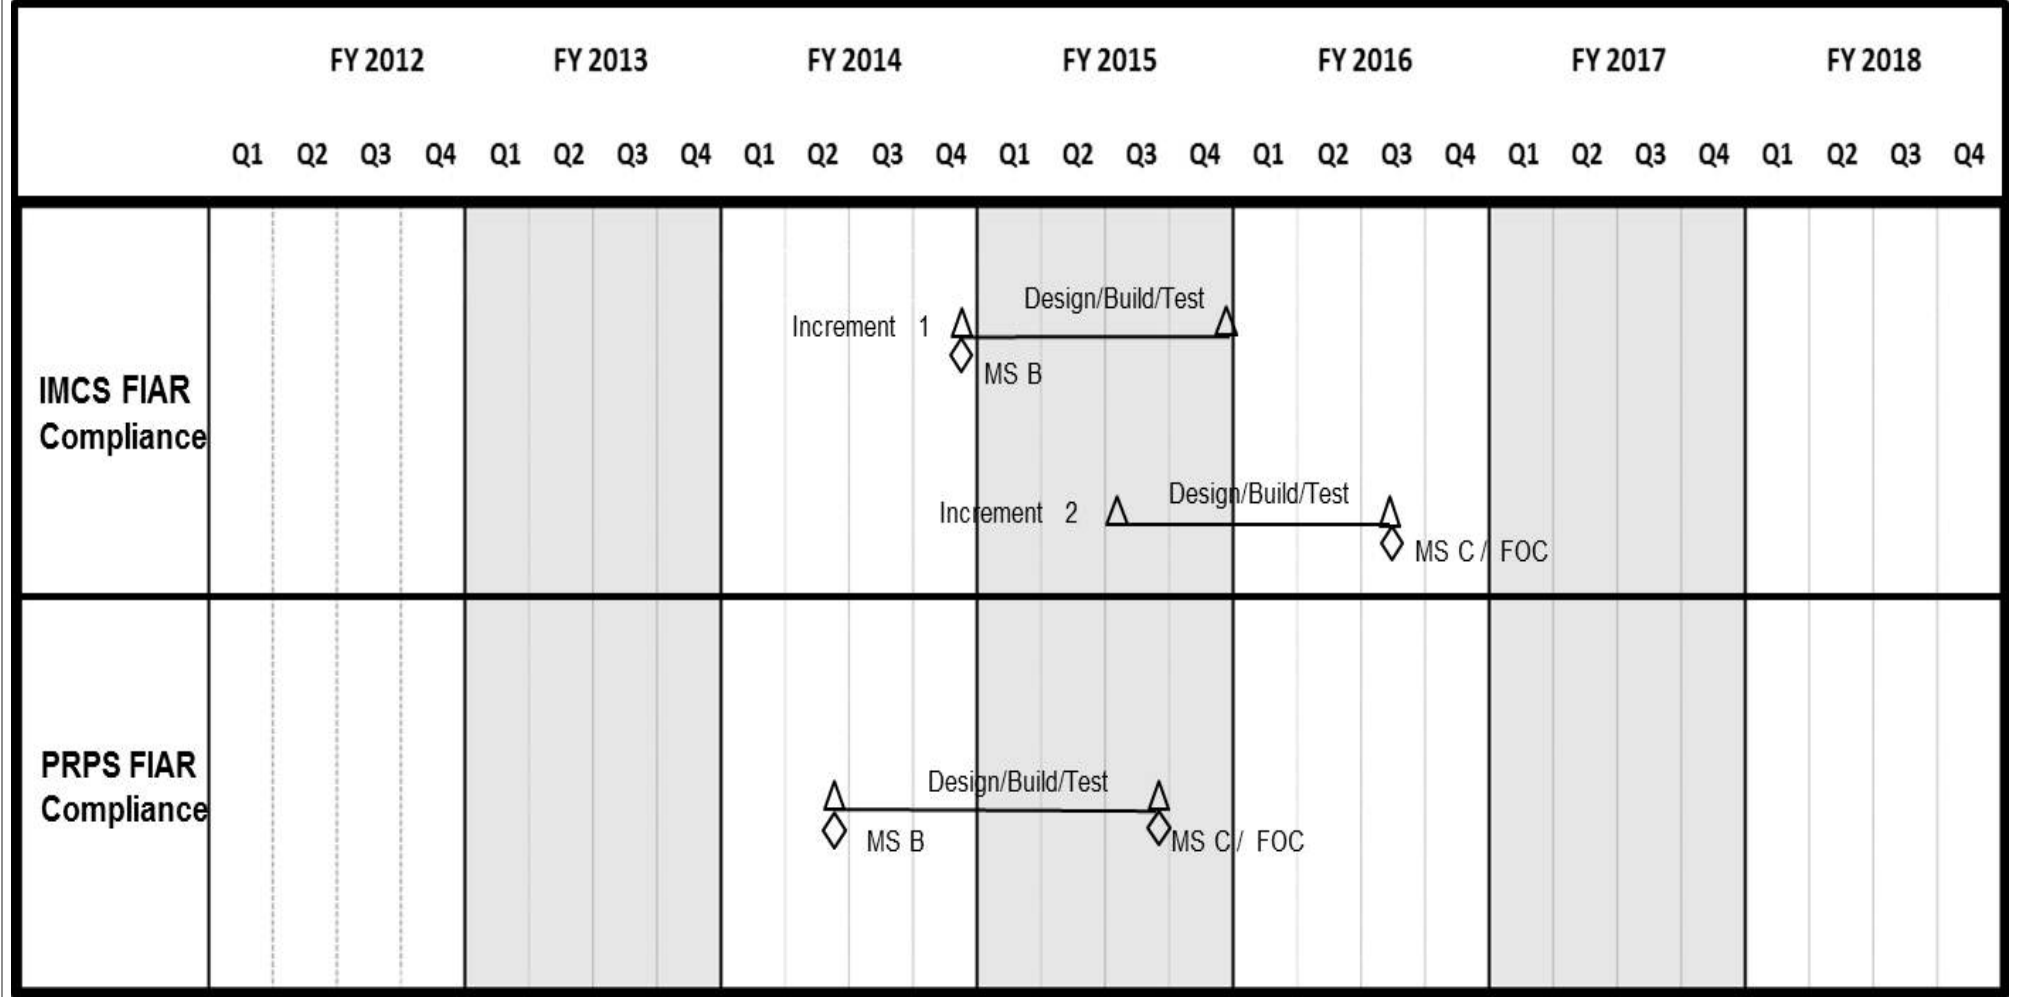 FY 2012 FY 2013 FY 2014 FY 2015 FY 2016 FY 2017 FY 2018
Q1 Q2 Q3 Q4 Q1 Q2 Q3 Q4 Q1 Q2 Q3 Q4 Q1 Q2 Q3 Q4 Q1 Q2 Q3 Q4 Q1 Q2 Q3 Q4 Q1 Q2 Q3 Q4
IMCS FIAR
Compliance
Design/Build/Test
Increment 1
MS B
Design/Build/Test
Increment 2
MS C / FOC
PRPS FIAR
Compliance
Design/Build/Test
MS B
MS C / FOC